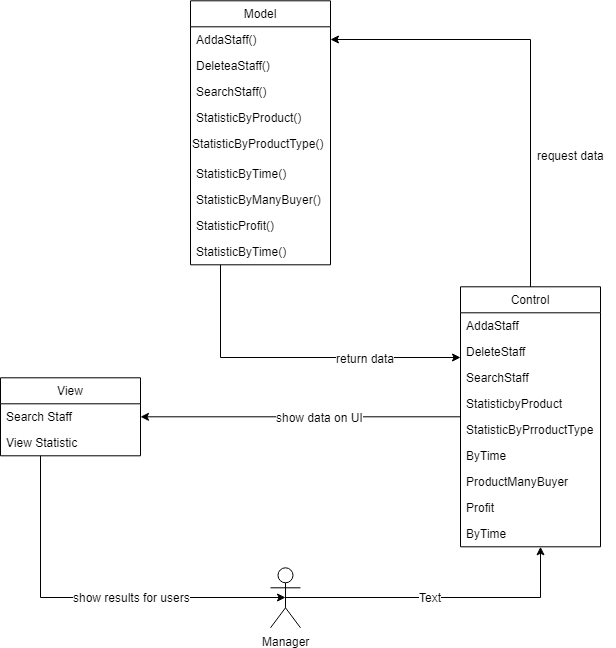 Model
AddaStaff()
DeleteaStaff()
SearchStaff()
StatisticByProduct()
StatisticByProductType()
StatisticByTime()
StatisticByManyBuyer()
StatisticProfit()
StatisticByTime()
request data
return data
Control
AddaStaff
DeleteStaff
SearchStaff
StatisticbyProduct
StatisticByPrroductType
ByTime
ProductManyBuyer
Profit
ByTime
View
Search Staff
View Statistic
show data on UI
show results for users
Text
Manager